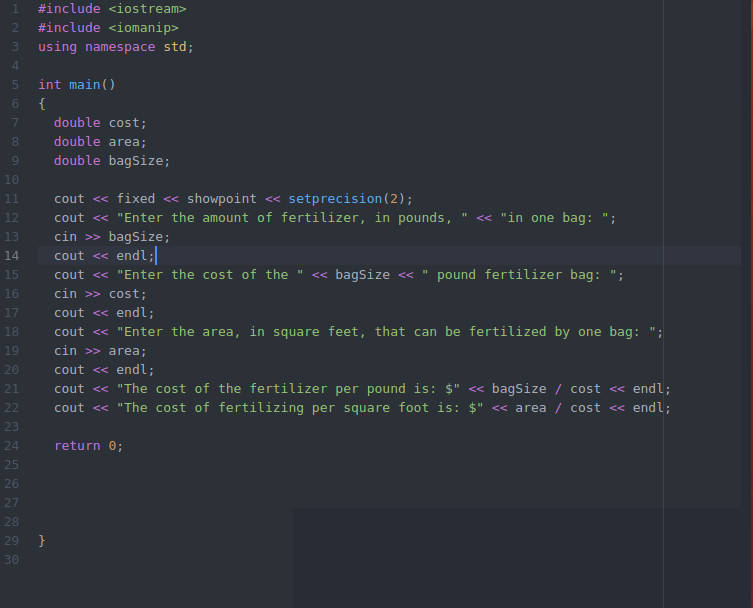 1 #include <iostream>
2 #include <iomanip>
3 using namespace std;
4
5 int main()
6 {
7   double cost;
8   double area;
9   double bagSize;
10
11   cout << fixed << showpoint << setprecision(2);
12   cout << "Enter the amount of fertilizer, in pounds, " << "in one bag: ";
13   cin >> bagSize;
14   cout << endl;
15   cout << "Enter the cost of the " << bagSize << " pound fertilizer bag: ";
16   cin >> cost;
17   cout << endl;
18   cout << "Enter the area, in square feet, that can be fertilized by one bag: ";
19   cin >> area;
20   cout << endl;
21   cout << "The cost of the fertilizer per pound is: $" << bagSize / cost << endl;
22   cout << "The cost of fertilizing per square foot is: $" << area / cost << endl;
23
24   return 0;
25
26
27
28
29 }
30